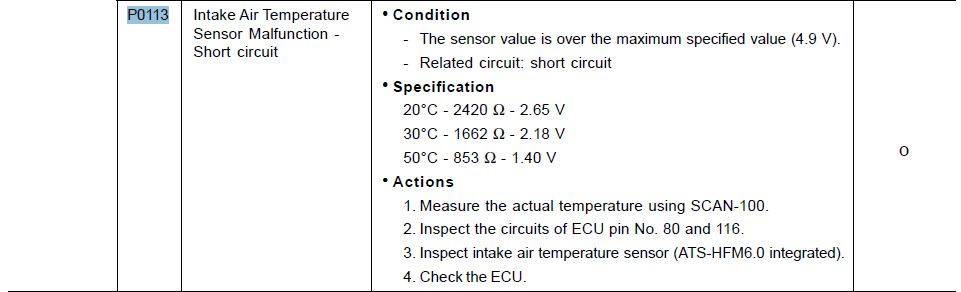 P0113
Intake Air Temperature
Sensor Malfunction -
Short circuit
• Condition
- The sensor value is over the maximum specified value (4.9 V).
- Related circuit: short circuit
• Specification
20°C - 2420 Ω - 2.65 V
30°C - 1662 Ω - 2.18 V
50°C - 853 Ω - 1.40 V
• Actions
1. Measure the actual temperature using SCAN-100.
2. Inspect the circuits of ECU pin No. 80 and 116.
3. Inspect intake air temperature sensor (ATS-HFM6.0 integrated).
4. Check the ECU.
O